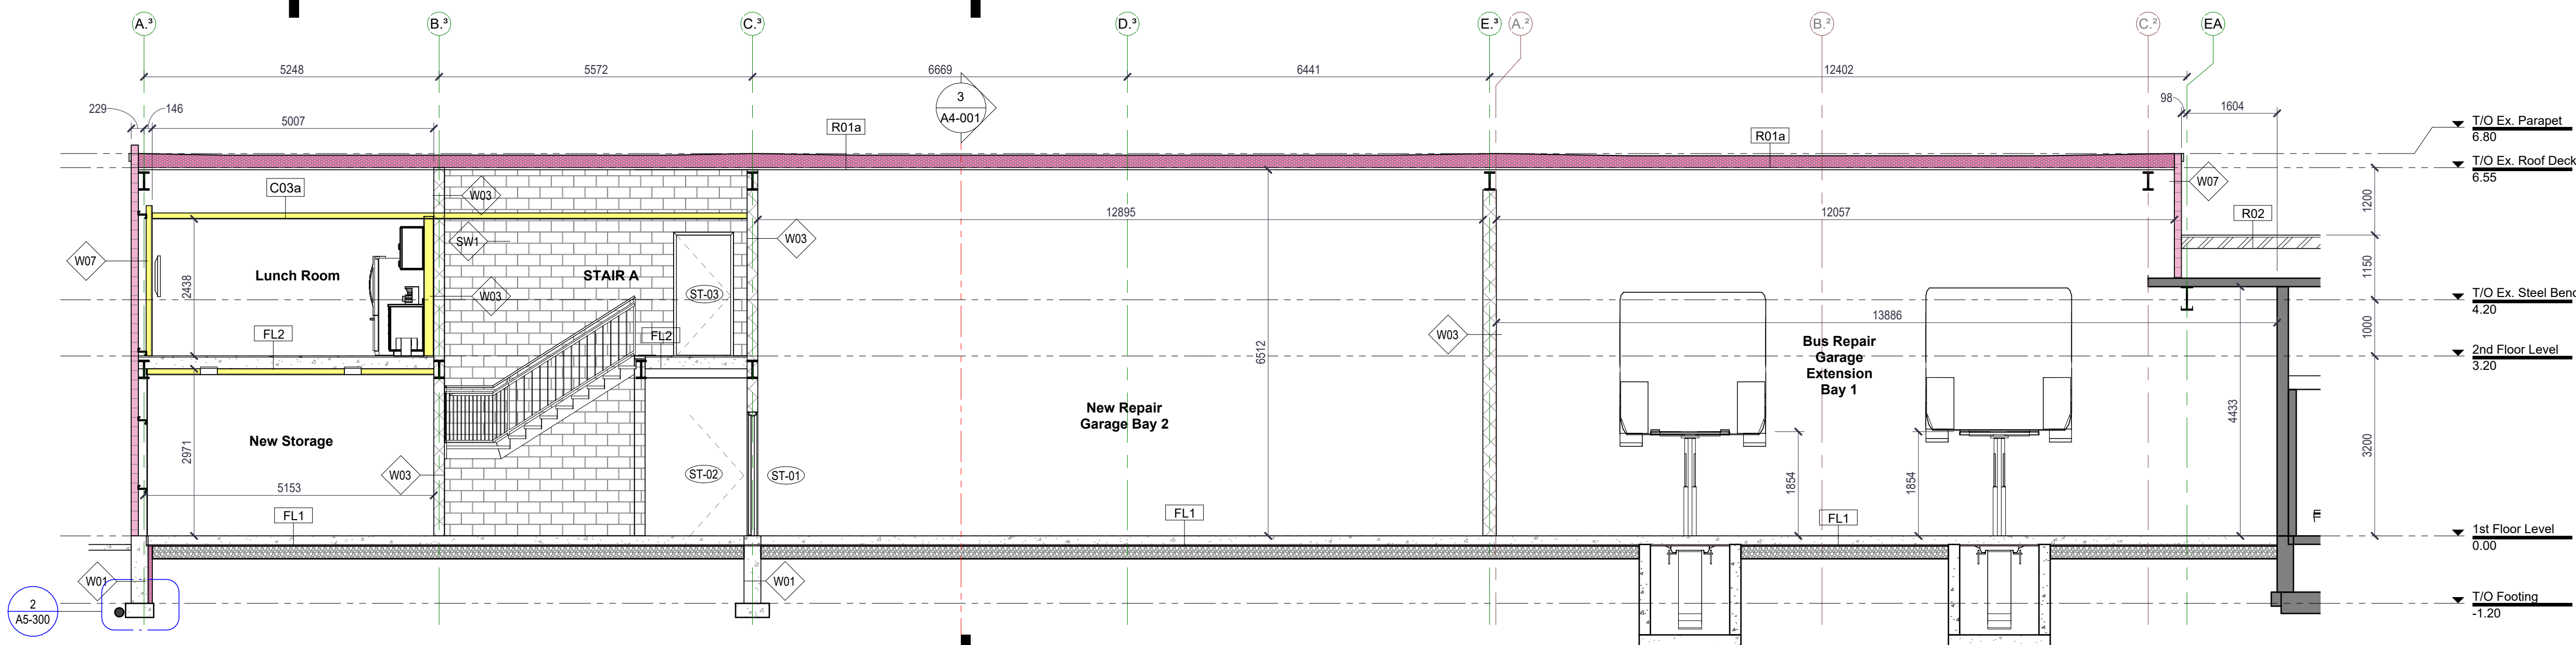 A.³
B.³
C.³
D.³
E.³
A.²
B.²
C.²
EA
5248
5572
6669
6441
12402
229
146
5007
98
1604
3
A4-001
R01a
R01a
T/O Ex. Parapet
6.80
T/O Ex. Roof Deck
6.55
C03a
W03
W07
1200
R02
12895
12057
SW1
W03
W07
Lunch Room
STAIR A
2438
W03
ST-03
1150
T/O Ex. Steel
4.20
13886
FL2
FL2
W03
1000
Bus Repair
Garage
Extension
Bay 1
6512
2nd Floor Level
3.20
New Repair
Garage Bay 2
4433
New Storage
2971
W03
ST-02
ST-01
1854
1854
3200
5153
FL1
FL1
FL1
1st Floor Level
0.00
W01
W01
2
A5-300
T/O Footing
-1.20